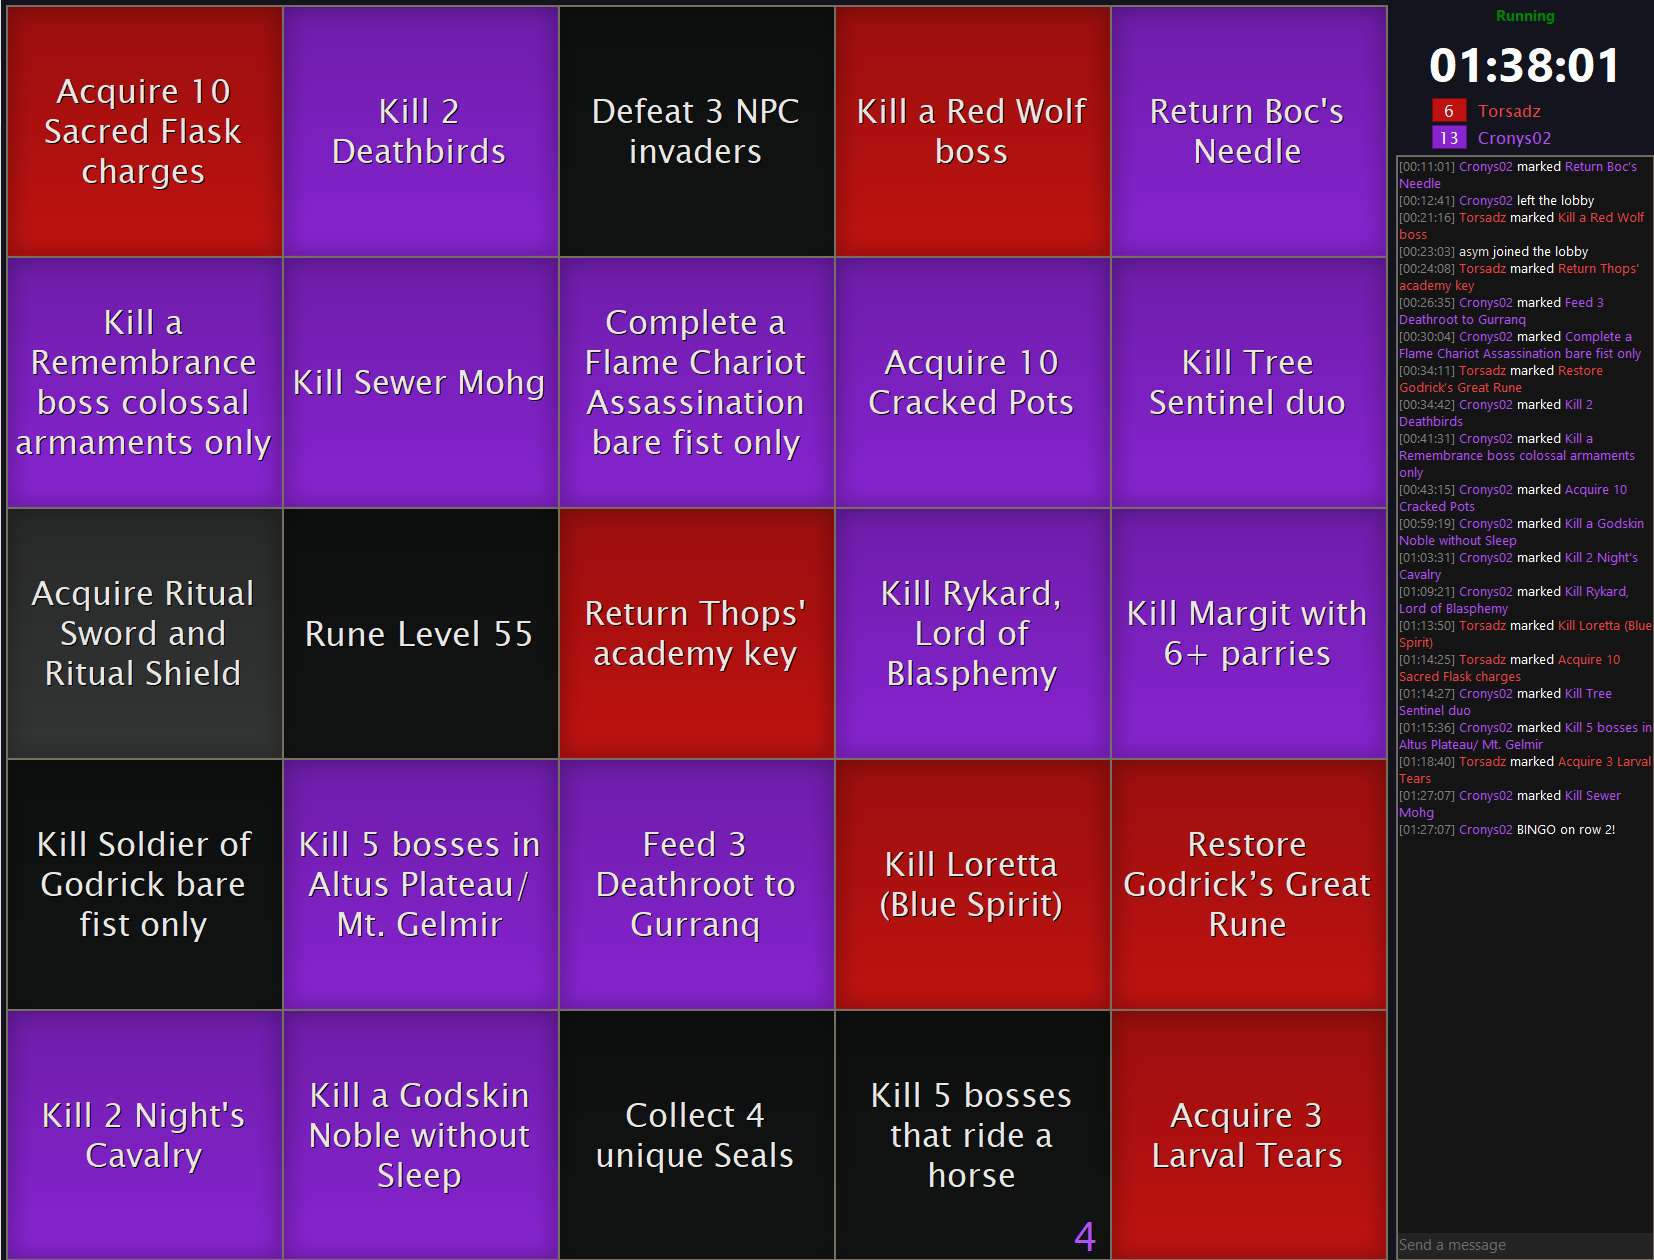 Acquire 10
Sacred Flask
charges
Kill 2
Deathbirds
Defeat 3 NPC
invaders
Kill a Red Wolf
boss
Return Boc's
Needle
Kill a
Remembrance
boss colossal
armaments only
Kill Sewer Mohg
Complete a
Flame Chariot
Assassination
bare fist only
Acquire 10
Cracked Pots
Kill Tree
Sentinel duo
Acquire Ritual
Sword and
Ritual Shield
Rune Level 55
Return Thops'
academy key
Kill Rykard,
Lord of
Blasphemy
Kill Margit with
6+ parries
Kill Soldier of
Godrick bare
fist only
Kill 5 bosses in
Altus Plateau/
Mt. Gelmir
Feed 3
Deathroot to
Gurranq
Kill Loretta
(Blue Spirit)
Restore
Godrick’s Great
Rune
Kill 2 Night's
Cavalry
Kill a Godskin
Noble without
Sleep
Collect 4
unique Seals
Kill 5 bosses
that ride a
horse
4
Acquire 3
Larval Tears
Running
01:38:01
6 Torsadz
13 Cronys02
[00:11:01] Cronys02 marked Return Boc's
Needle
[00:12:41] Cronys02 left the lobby
[00:21:16] Torsadz marked Kill a Red Wolf
boss
[00:23:03] asym joined the lobby
[00:24:08] Torsadz marked Return Thops'
academy key
[00:26:35] Cronys02 marked Feed 3
Deathroot to Gurranq
[00:30:04] Cronys02 marked Complete a
Flame Chariot Assassination bare fist only
[00:34:11] Torsadz marked Restore
Godrick's Great Rune
[00:34:42] Cronys02 marked Kill 2
Deathbirds
[00:41:31] Cronys02 marked Kill a
Remembrance boss colossal armaments
only
[00:43:15] Cronys02 marked Acquire 10
Cracked Pots
[00:59:19] Cronys02 marked Kill a Godskin
Noble without Sleep
[01:03:31] Cronys02 marked Kill 2 Night's
Cavalry
[01:09:21] Cronys02 marked Kill Rykard,
Lord of Blasphemy
[01:13:50] Torsadz marked Kill Loretta (Blue
Spirit)
[01:14:25] Torsadz marked Acquire 10
Sacred Flask charges
[01:14:27] Cronys02 marked Kill Tree
Sentinel duo
[01:15:36] Cronys02 marked Kill 5 bosses in
Altus Plateau/ Mt. Gelmir
[01:18:40] Torsadz marked Acquire 3 Larval
Tears
[01:27:07] Cronys02 marked Kill Sewer
Mohg
[01:27:07] Cronys02 BINGO on row 2!
Send a message